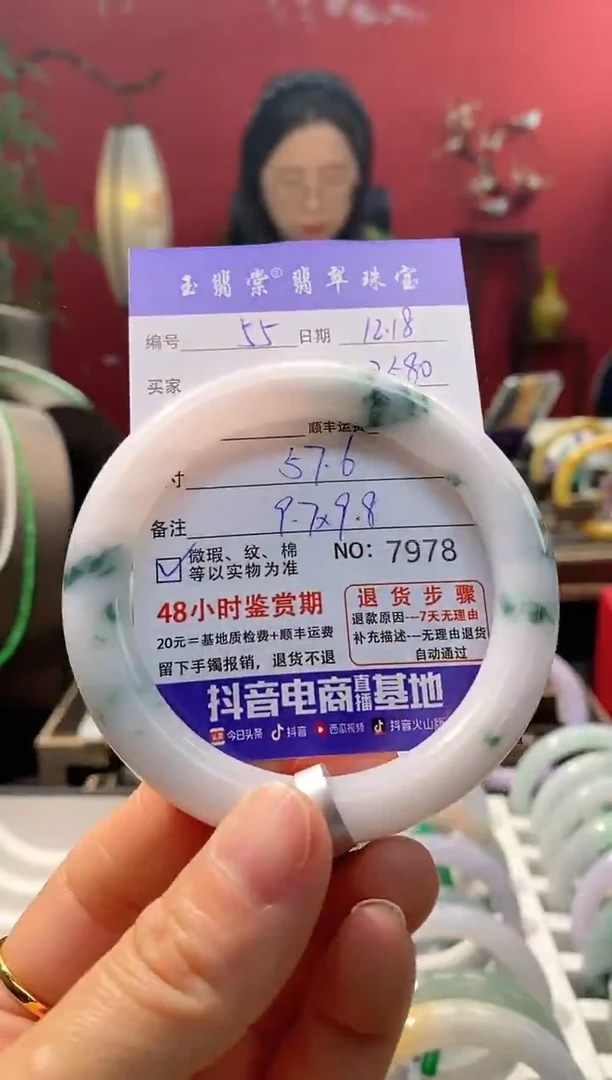 玉翡棠®翡翠珠宝
编号 55 日期 12.18
买家
顺丰运费
寸 57.6
备注 9.7×9.8
微瑕、纹、棉
等以实物为准
NO: 7978
48小时鉴赏期
20元=基地质检费+顺丰运费
留下手镯报销，退货不退
退货步骤
退款原因---7天无理由
补充描述---无理由退货
自动通过
抖音电商直播基地
今日头条 抖音 西瓜视频 抖音火山版